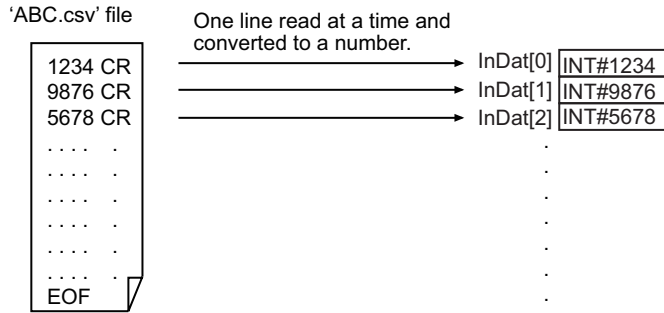 ‘ABC.csv’ file
One line read at a time and
converted to a number.
1234 CR InDat[0] INT#1234
9876 CR InDat[1] INT#9876
5678 CR InDat[2] INT#5678
. . . . . .
. . . . . .
. . . . . .
. . . . . .
. . . . . .
. . . . . .
EOF .